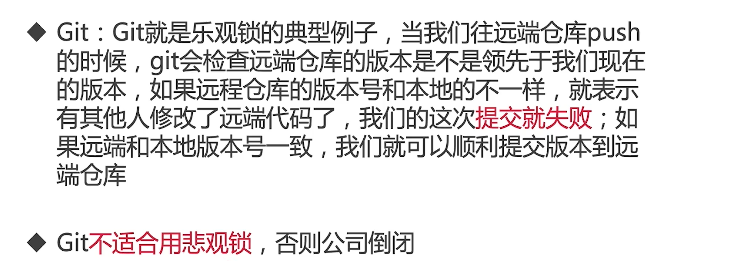 ◆ Git：Git就是乐观锁的典型例子，当我们往远端仓库push
的时候，git会检查远端仓库的版本是不是领先于我们现在
的版本，如果远程仓库的版本号和本地的不一样，就表示
有其他人修改了远端代码了，我们的这次提交就失败；如
果远端和本地版本号一致，我们就可以顺利提交版本到远
端仓库
◆ Git不适合用悲观锁，否则公司倒闭